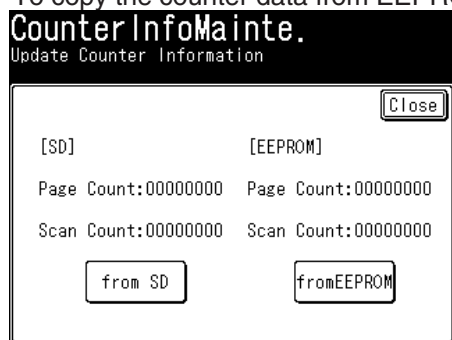 To copy the counter data from EEPR
CounterInfoMainte.
Update Counter Information
Close
[SD] [EEPROM]
Page Count:00000000 Page Count:00000000
Scan Count:00000000 Scan Count:00000000
from SD fromEEPROM